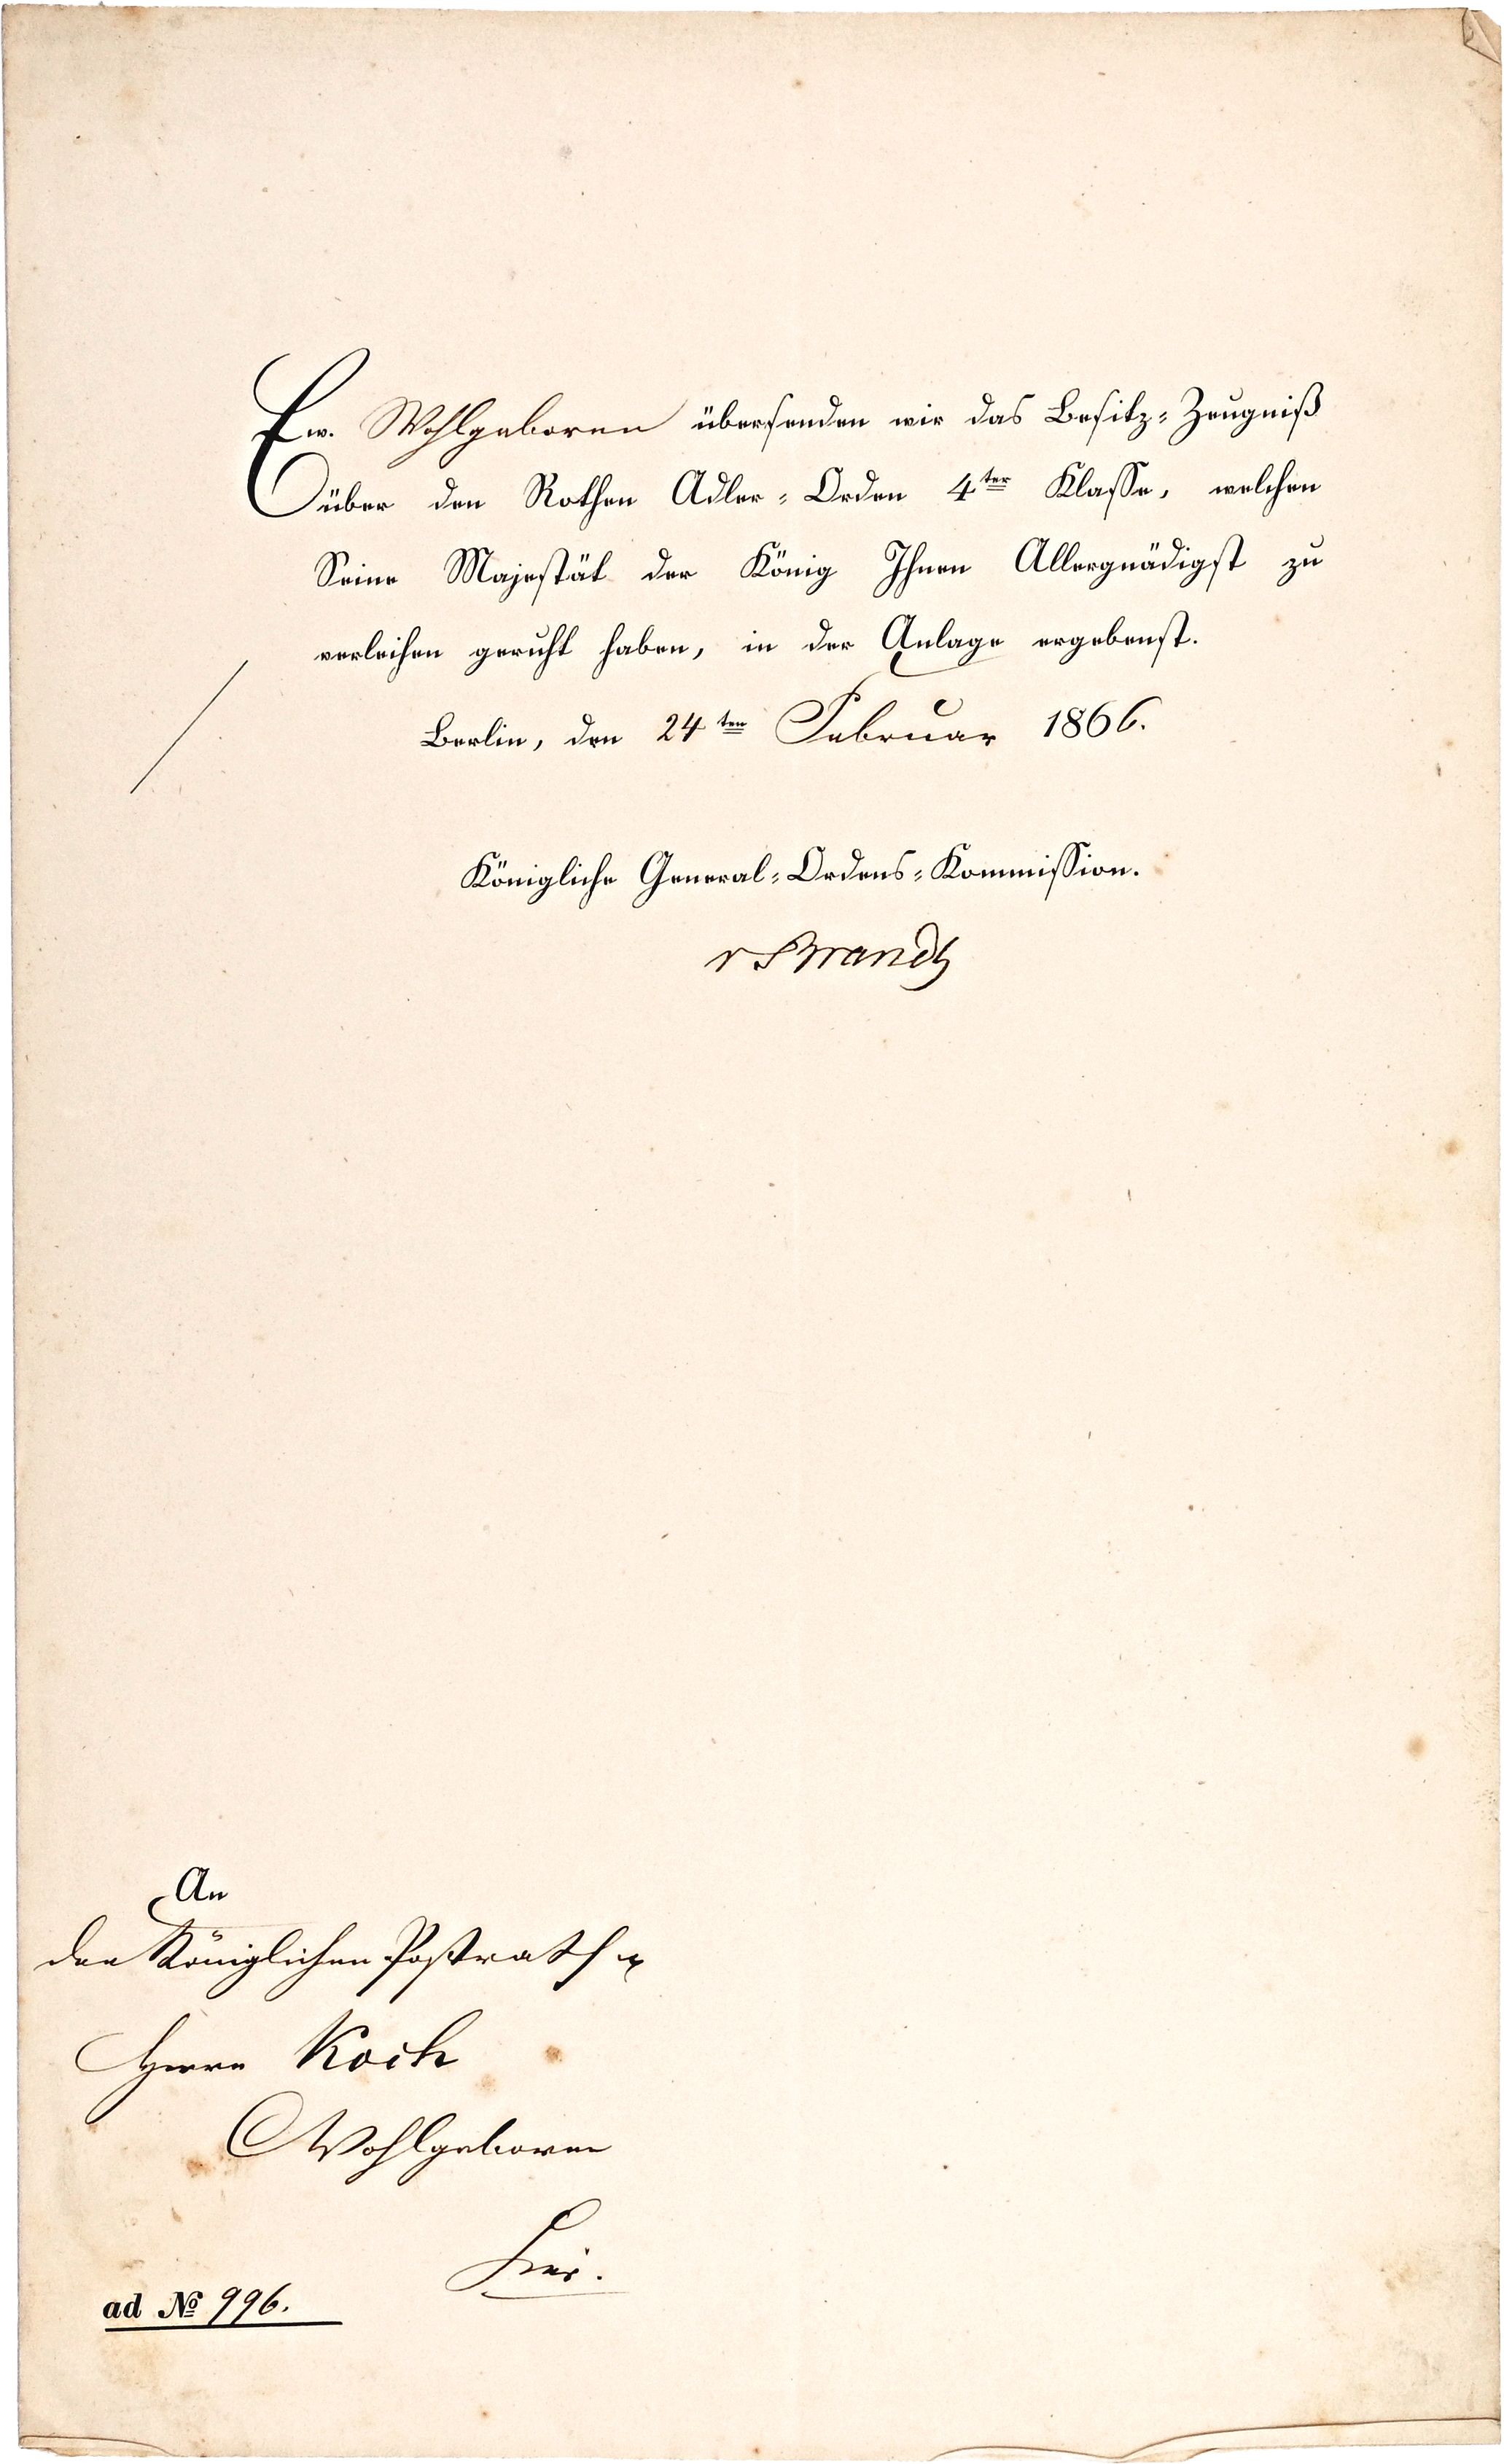 Ew. Wohlgeboren übersenden wir das Besitz-Zeugniß
über den Rothen Adler-Orden 4ter Klasse, welchen
Seine Majestät der König Ihnen Allergnädigst zu
verleihen geruht haben, in der Anlage ergebenst.
Berlin, den 24ten Februar 1866.
Königliche General-Ordens-Kommission.
v Brandt
An
den Königlichen Postrath
Herrn Koch
Wohlgeboren
Hier.
ad № 996.